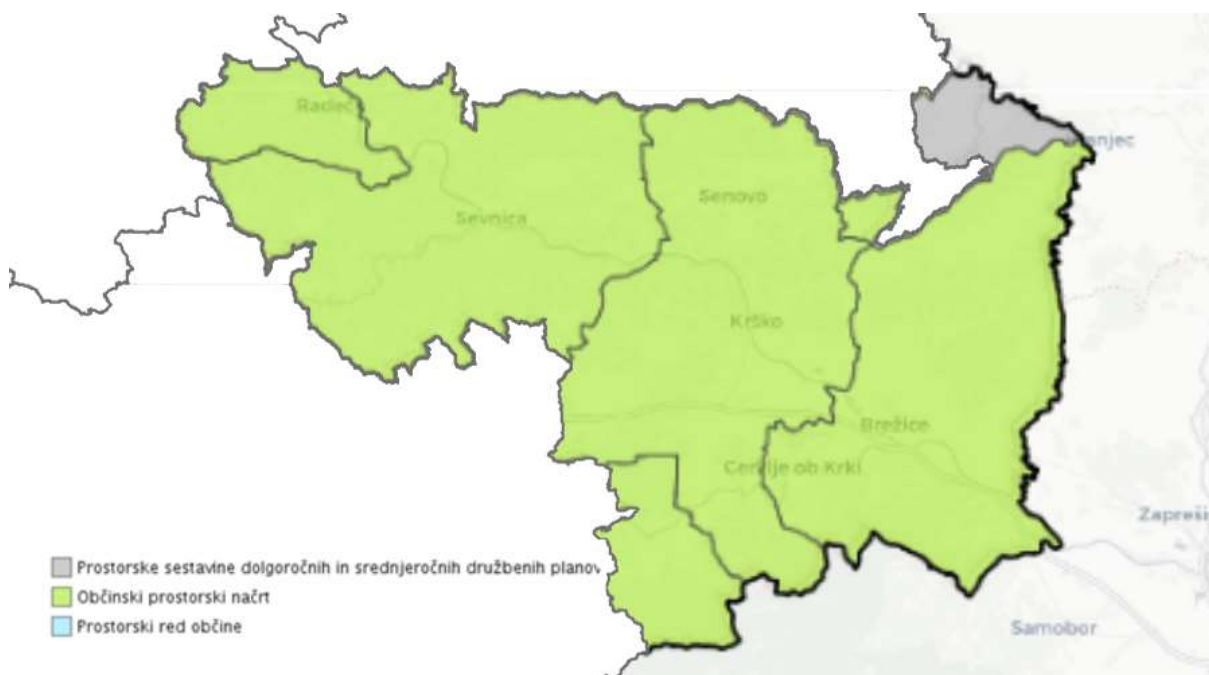 Radeče
Sevnica
Senovo
Krško
Brežice
Cerklje ob Krki
Samobor
Prostorske sestavine dolgoročnih in srednjeročnih družbenih planov
Občinski prostorski načrt
Prostorski red občine